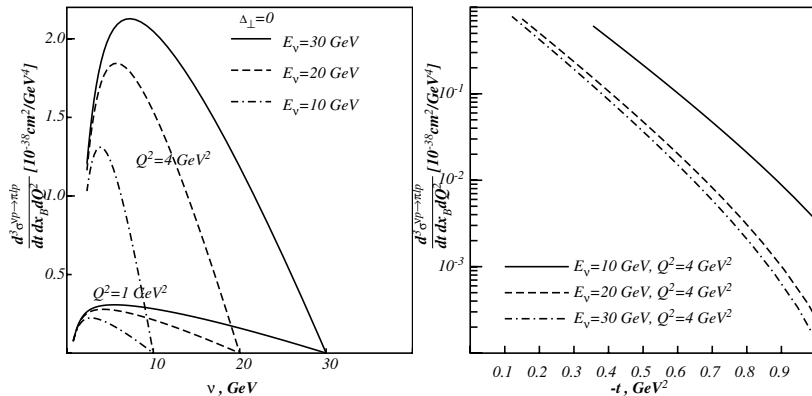 Δ⊥=0
E_ν=30 GeV
E_ν=20 GeV
E_ν=10 GeV
Q²=4 GeV²
Q²=1 GeV²
2.0
1.5
1.0
0.5
10 20 30
ν , GeV
d³σ^{νp→πlp}
dt dx_B dQ² [10⁻³⁸cm²/GeV⁴]
10⁻¹
10⁻²
10⁻³
E_ν=10 GeV, Q²=4 GeV²
E_ν=20 GeV, Q²=4 GeV²
E_ν=30 GeV, Q²=4 GeV²
0.1 0.2 0.3 0.4 0.5 0.6 0.7 0.8 0.9
-t, GeV²
d³σ^{νp→πlp}
dt dx_B dQ² [10⁻³⁸cm²/GeV⁴]